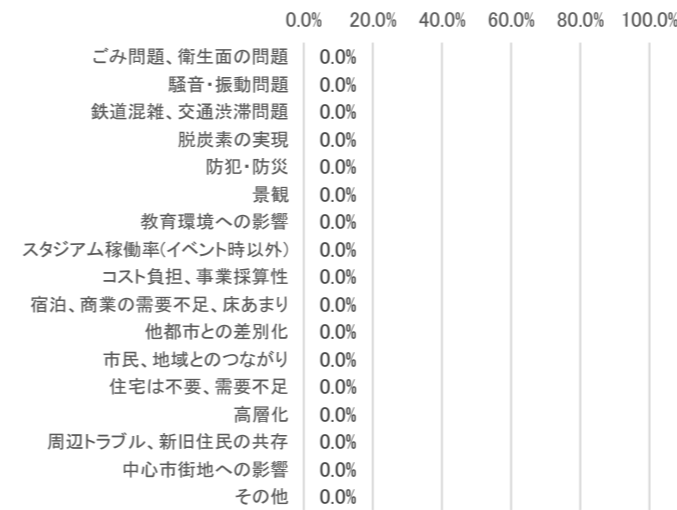 0.0% 20.0% 40.0% 60.0% 80.0% 100.0%
ごみ問題、衛生面の問題 0.0%
騒音・振動問題 0.0%
鉄道混雑、交通渋滞問題 0.0%
脱炭素の実現 0.0%
防犯・防災 0.0%
景観 0.0%
教育環境への影響 0.0%
スタジアム稼働率(イベント時以外) 0.0%
コスト負担、事業採算性 0.0%
宿泊、商業の需要不足、床あまり 0.0%
他都市との差別化 0.0%
市民、地域とのつながり 0.0%
住宅は不要、需要不足 0.0%
高層化 0.0%
周辺トラブル、新旧住民の共存 0.0%
中心市街地への影響 0.0%
その他 0.0%